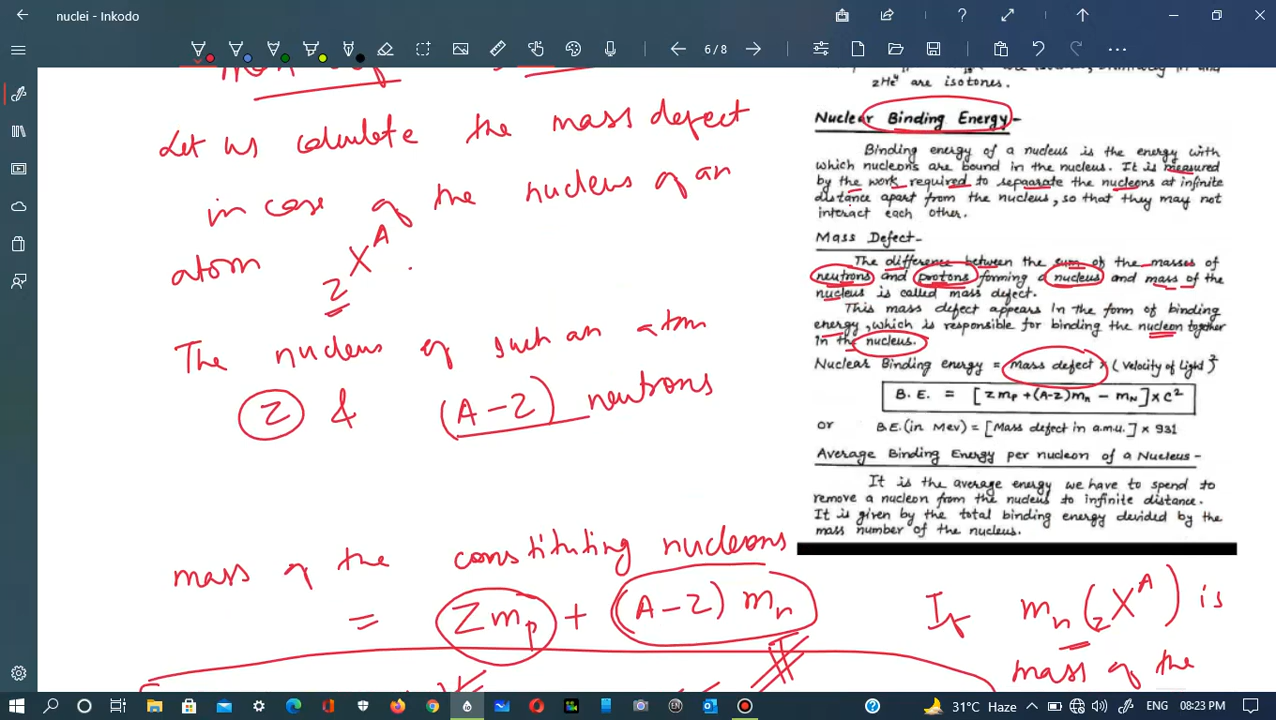 nuclei - Inkodo
6/8
2He4 are isotones.
Let us calculate the mass defect
in case of the nucleus of an
atom zXA.
The nucleus of such an atom
Z & (A-Z) neutrons
mass of the constituting nucleons
= Zmp + (A-Z) mn
If mn(zXA) is
mass of the
Nuclear Binding Energy-
Binding energy of a nucleus is the energy with
which nucleons are bound in the nucleus. It is measured
by the work required to sepaarate the nucleons at infinite
distance apart from the nucleus, so that they may not
interact each other.
Mass Defect-
The difference between the sum of the masses of
neutrons and protons forming a nucleus and mass of the
nucleus is called mass defect.
This mass defect appears in the form of binding
energy, which is responsible for binding the nucleon together
in the nucleus.
Nuclear Binding energy = Mass defect × (Velocity of light)²
B.E. = [zmp +(A-z)mn - mN]×c²
or B.E.(in Mev) = [Mass defect in a.m.u.] × 931
Average Binding Energy per nucleon of a Nucleus-
It is the average energy we have to spend to
remove a nucleon from the nucleus to infinite distance.
It is given by the total binding energy devided by the
mass number of the nucleus.
31°C Haze
ENG
08:23 PM